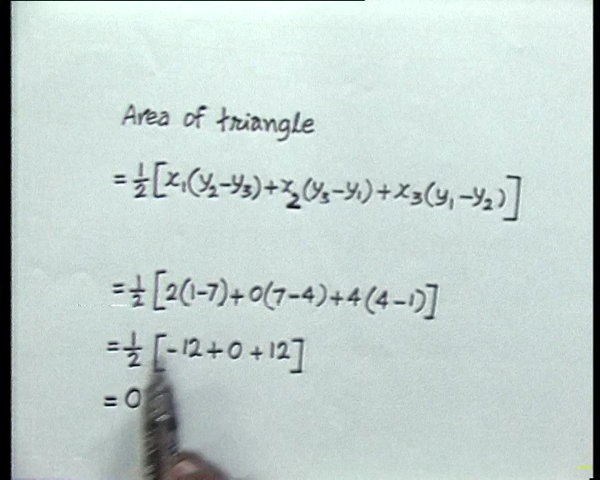 Area of triangle
= 1/2 [x₁(y₂-y₃)+x₂(y₃-y₁)+x₃(y₁-y₂)]
= 1/2 [2(1-7)+0(7-4)+4(4-1)]
= 1/2 [-12+0+12]
= 0